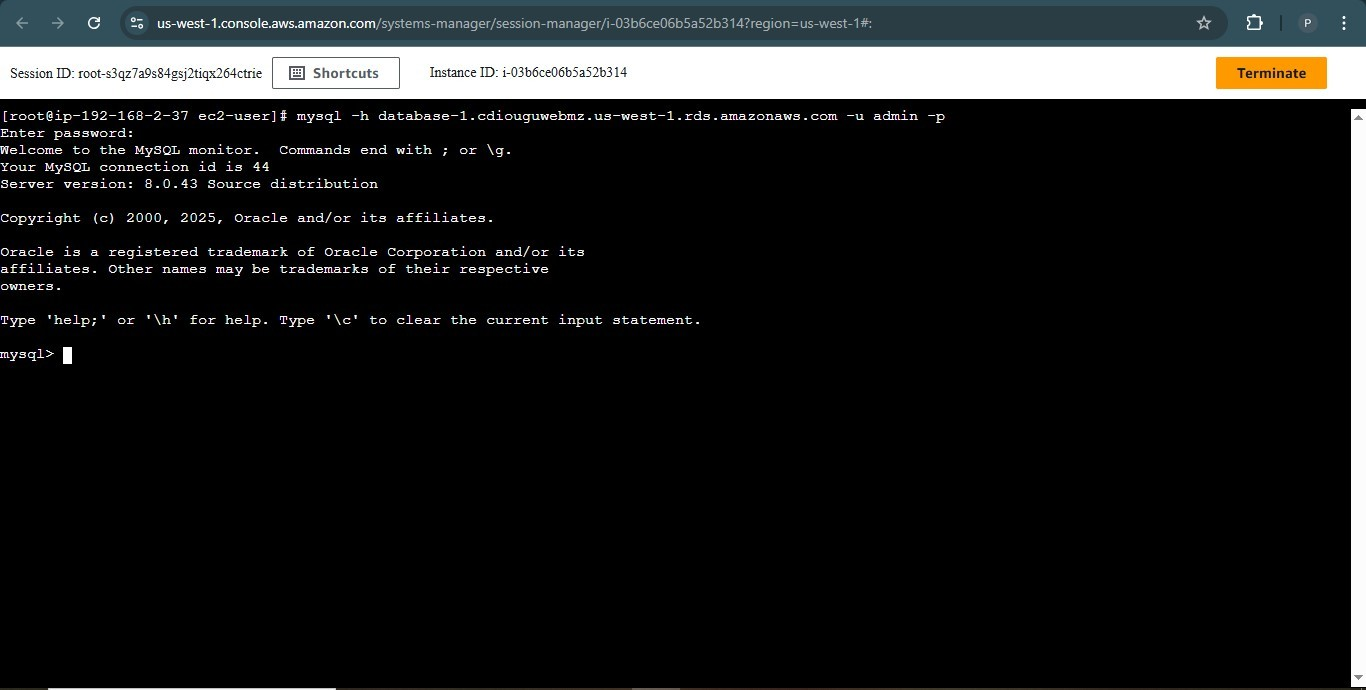 us-west-1.console.aws.amazon.com/systems-manager/session-manager/i-03b6ce06b5a52b314?region=us-west-1#:
P
Session ID: root-s3qz7a9s84gsj2tiqx264ctrie
Shortcuts
Instance ID: i-03b6ce06b5a52b314
Terminate
[root@ip-192-168-2-37 ec2-user]# mysql -h database-1.cdiouguwebmz.us-west-1.rds.amazonaws.com -u admin -p
Enter password:
Welcome to the MySQL monitor.  Commands end with ; or \g.
Your MySQL connection id is 44
Server version: 8.0.43 Source distribution
Copyright (c) 2000, 2025, Oracle and/or its affiliates.
Oracle is a registered trademark of Oracle Corporation and/or its
affiliates. Other names may be trademarks of their respective
owners.
Type 'help;' or '\h' for help. Type '\c' to clear the current input statement.
mysql>